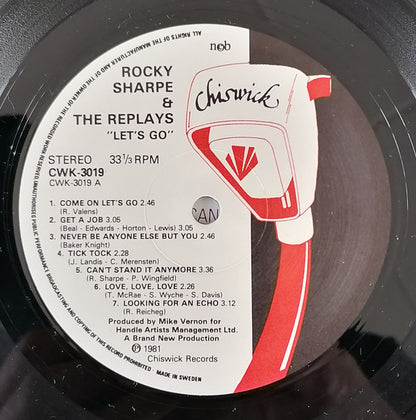 ALL RIGHTS OF THE MANUFACTURER AND OF THE OWNER OF THE RECORDED WORK RESERVED. UNAUTHORISED PUBLIC PERFORMANCE BROADCASTING AND COPYING OF THIS RECORD PROHIBITED. MADE IN SWEDEN
ncb
Chiswick
ROCKY
SHARPE
&
THE REPLAYS
"LET'S GO"
STEREO 33 1/3 RPM
CWK-3019
CWK-3019 A
1. COME ON LET'S GO 2.46
(R. Valens)
2. GET A JOB 3.05
(Beal - Edwards - Horton - Lewis) 3.05
3. NEVER BE ANYONE ELSE BUT YOU 2.46
(Baker Knight)
4. TICK TOCK 2.28
(J. Landis - C. Merensten)
5. CAN'T STAND IT ANYMORE 3.36
(R. Sharpe - P. Wingfield)
6. LOVE, LOVE, LOVE 2.26
(T. McRae - S. Wyche - S. Davis)
7. LOOKING FOR AN ECHO 3.12
(R. Reicheg)
Produced by Mike Vernon for
Handle Artists Management Ltd.
A Brand New Production
℗ 1981
Chiswick Records